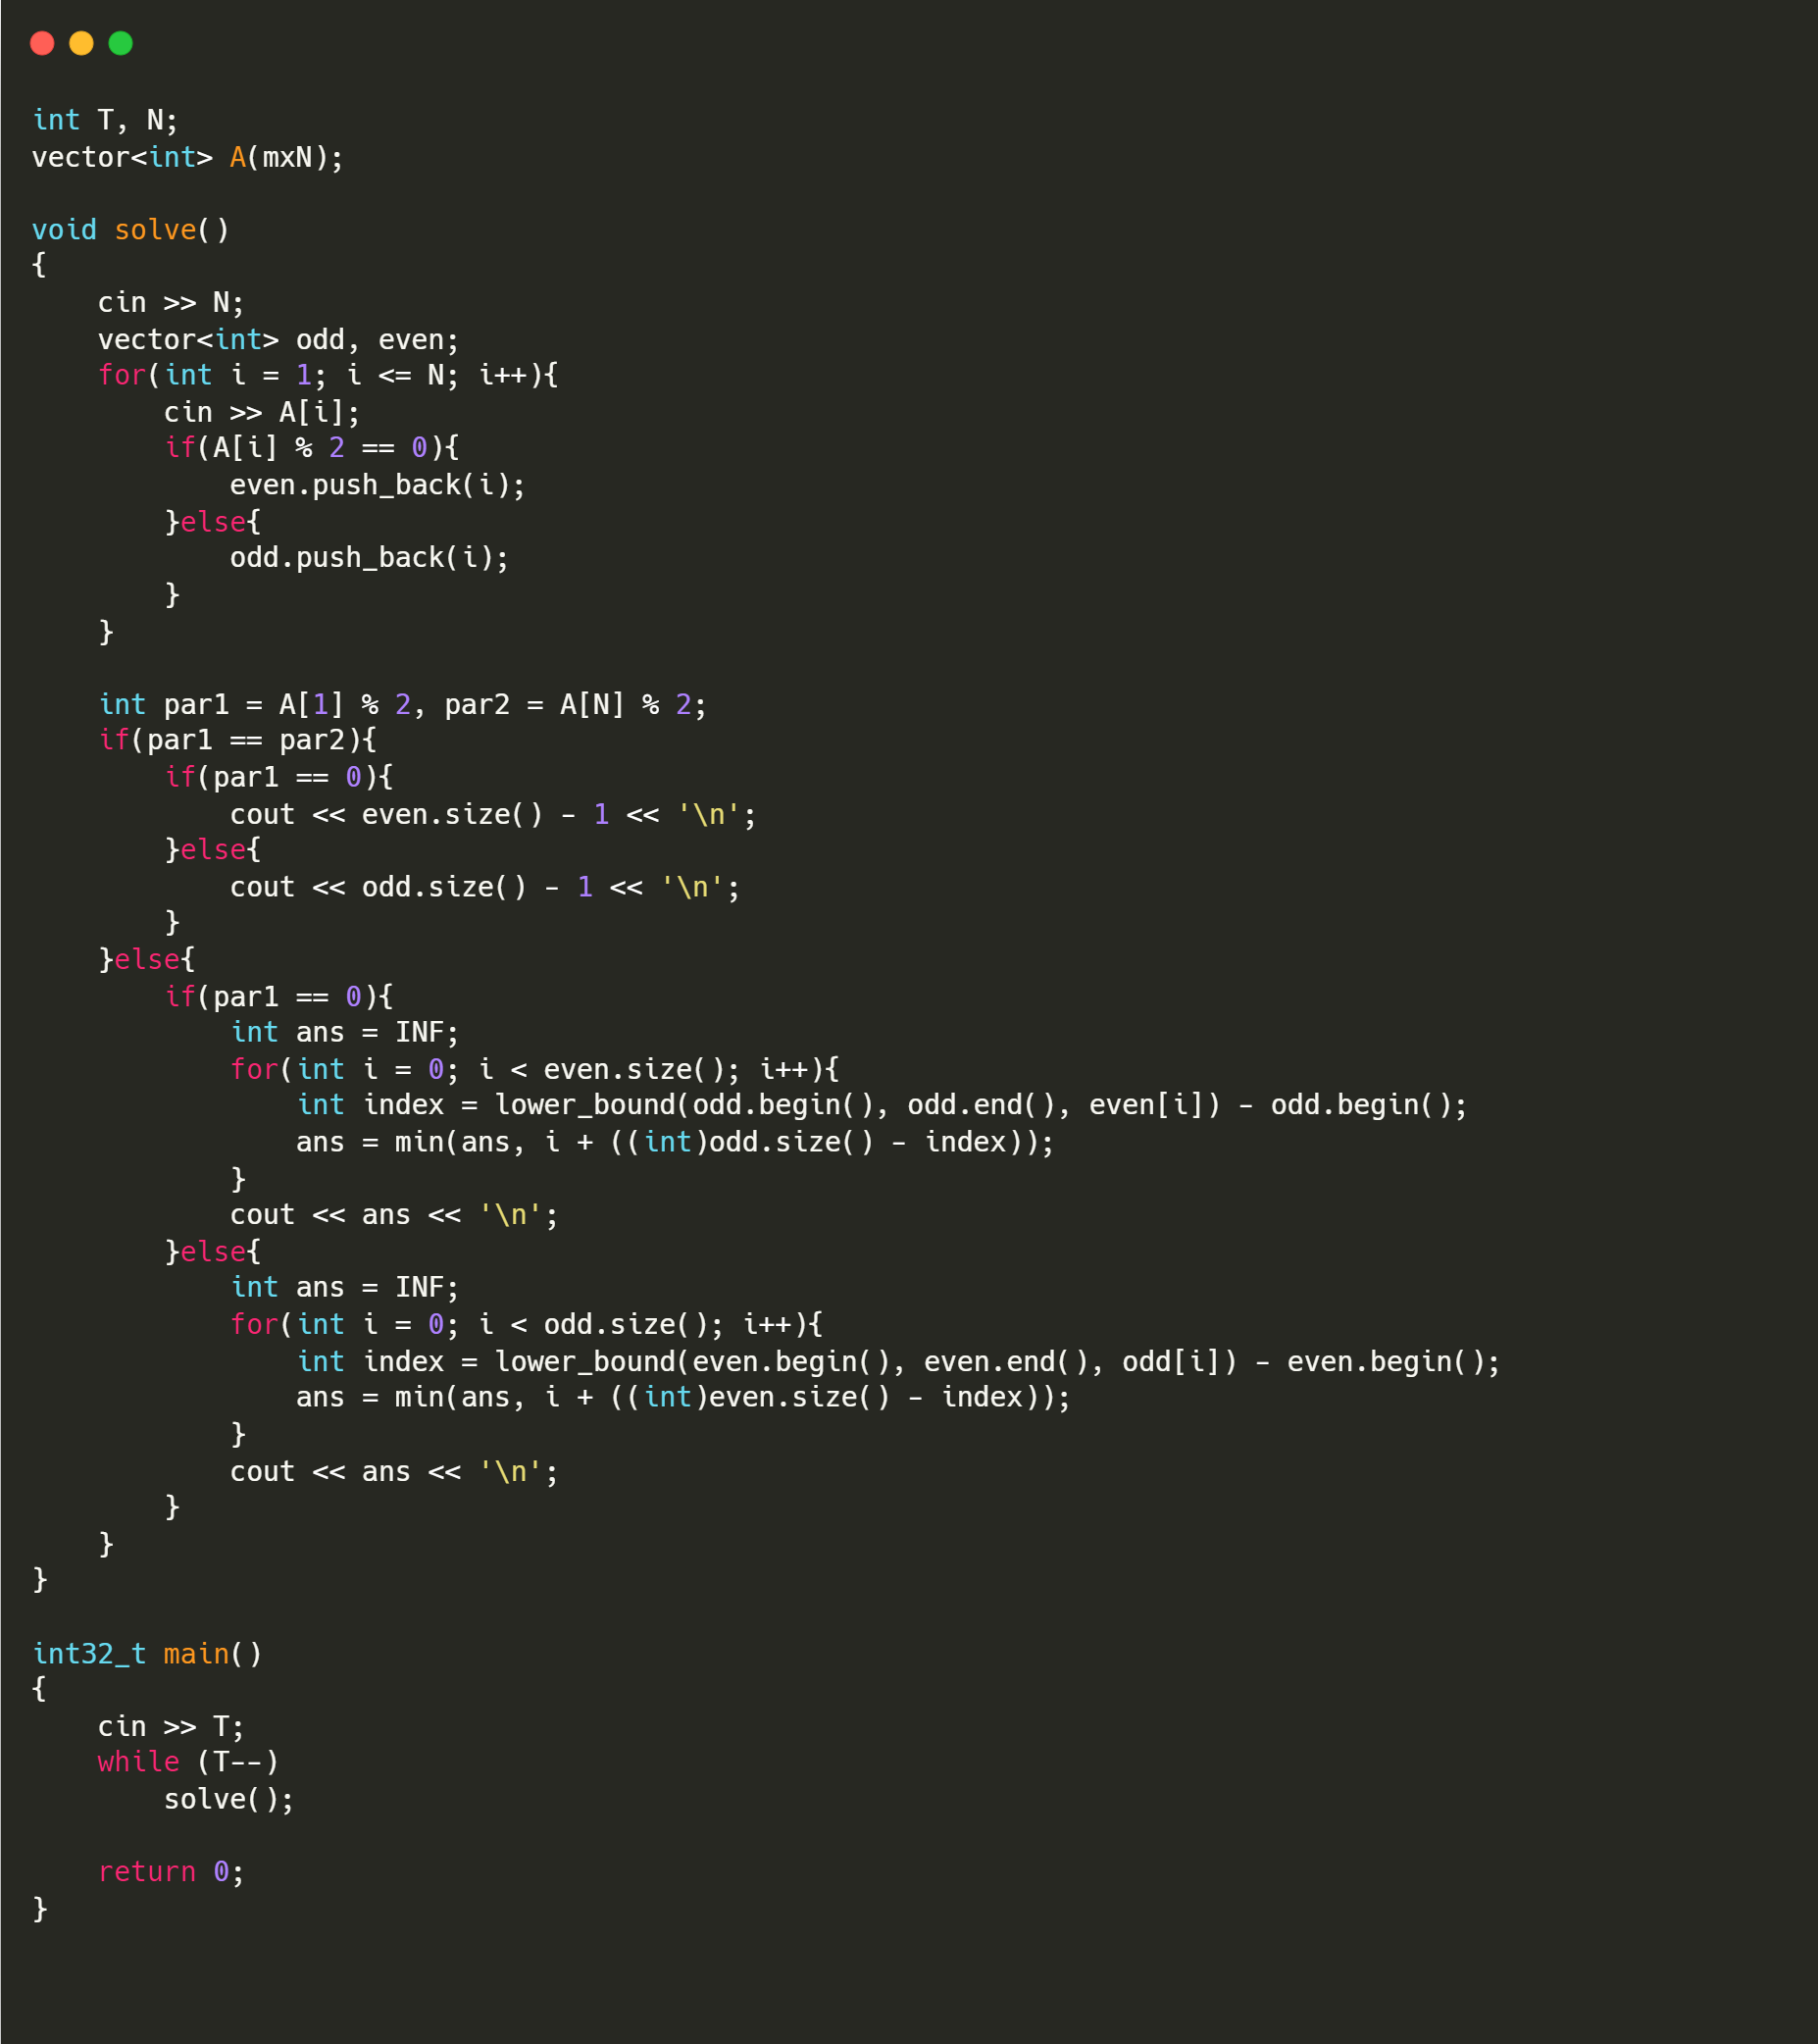 int T, N;
vector<int> A(mxN);

void solve()
{
    cin >> N;
    vector<int> odd, even;
    for(int i = 1; i <= N; i++){
        cin >> A[i];
        if(A[i] % 2 == 0){
            even.push_back(i);
        }else{
            odd.push_back(i);
        }
    }

    int par1 = A[1] % 2, par2 = A[N] % 2;
    if(par1 == par2){
        if(par1 == 0){
            cout << even.size() - 1 << '\n';
        }else{
            cout << odd.size() - 1 << '\n';
        }
    }else{
        if(par1 == 0){
            int ans = INF;
            for(int i = 0; i < even.size(); i++){
                int index = lower_bound(odd.begin(), odd.end(), even[i]) - odd.begin();
                ans = min(ans, i + ((int)odd.size() - index));
            }
            cout << ans << '\n';
        }else{
            int ans = INF;
            for(int i = 0; i < odd.size(); i++){
                int index = lower_bound(even.begin(), even.end(), odd[i]) - even.begin();
                ans = min(ans, i + ((int)even.size() - index));
            }
            cout << ans << '\n';
        }
    }
}

int32_t main()
{
    cin >> T;
    while (T--)
        solve();

    return 0;
}